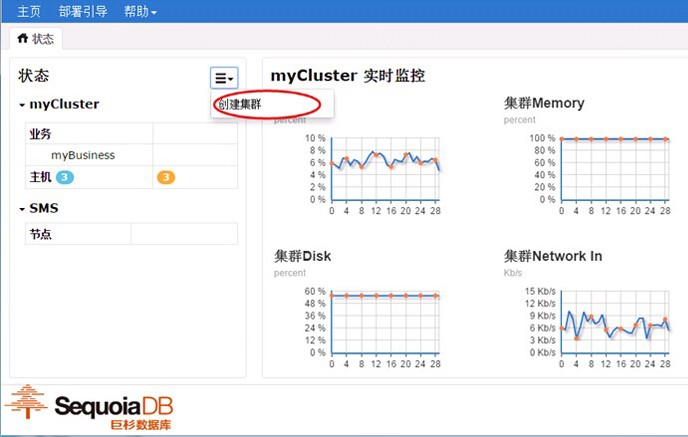 主页 部署引导 帮助
状态
状态
myCluster
业务
myBusiness
主机 3 3
SMS
节点
创建集群
myCluster 实时监控
percent
10 %
8 %
6 %
4 %
2 %
0 %
0 4 8 12 16 20 24 28
集群Memory
percent
100 %
80 %
60 %
40 %
20 %
0 %
0 4 8 12 16 20 24 28
集群Disk
percent
60 %
48 %
36 %
24 %
12 %
0 %
0 4 8 12 16 20 24 28
集群Network In
Kb/s
15 Kb/s
12 Kb/s
9 Kb/s
6 Kb/s
3 Kb/s
0 Kb/s
0 4 8 12 16 20 24 28
SequoiaDB
巨杉数据库